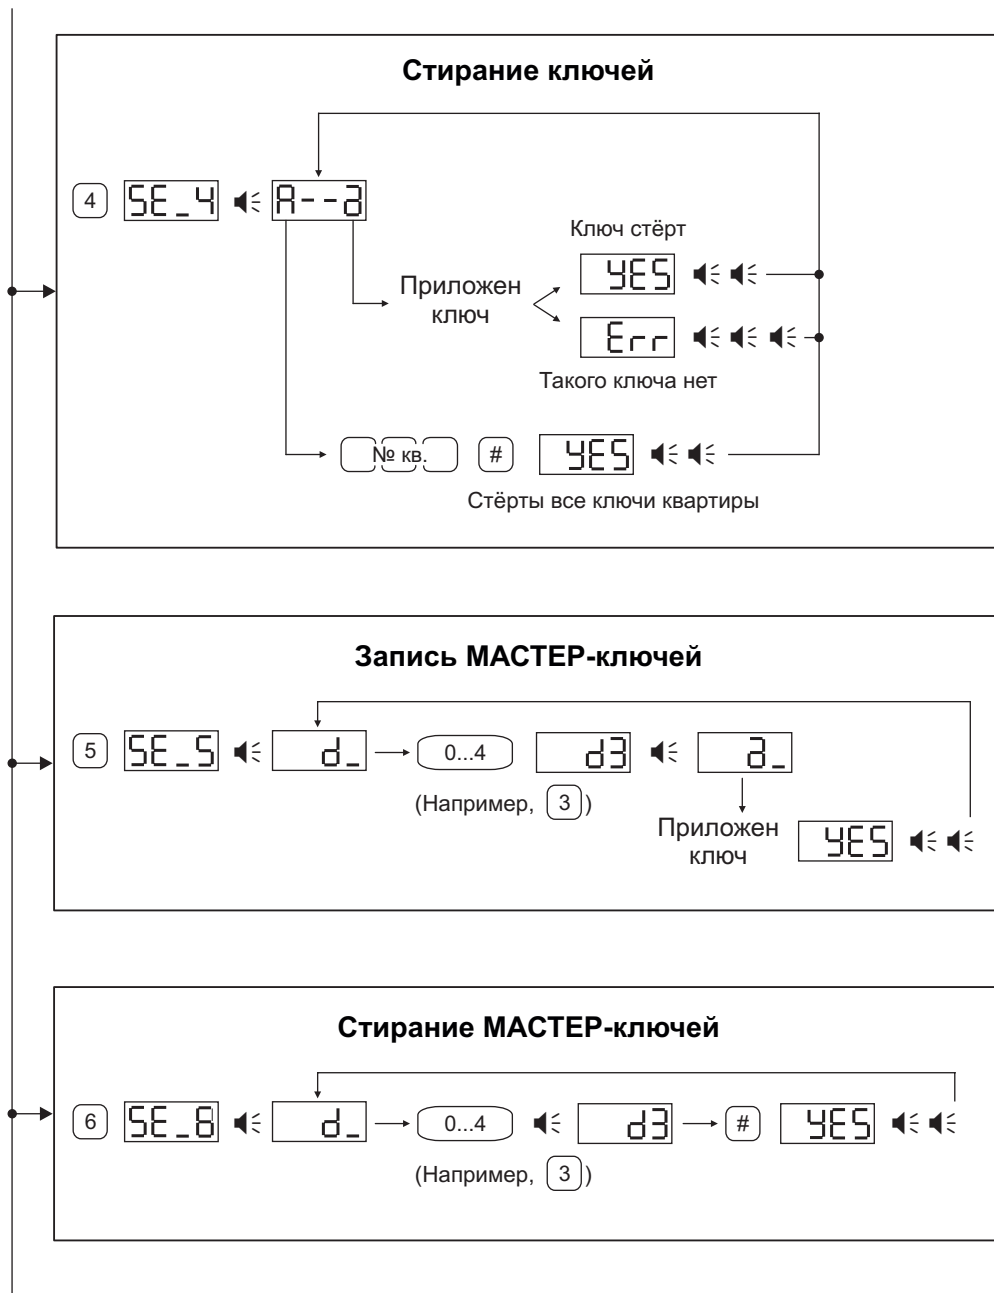 Стирание ключей
4 SE_4 A--a
Ключ стёрт
YES
Приложен
ключ
Err
Такого ключа нет
№ кв. # YES
Стёрты все ключи квартиры
Запись МАСТЕР-ключей
5 SE_5 d_ 0...4 d3 a_
(Например, 3)
Приложен
ключ
YES
Стирание МАСТЕР-ключей
6 SE_6 d_ 0...4 d3 # YES
(Например, 3)